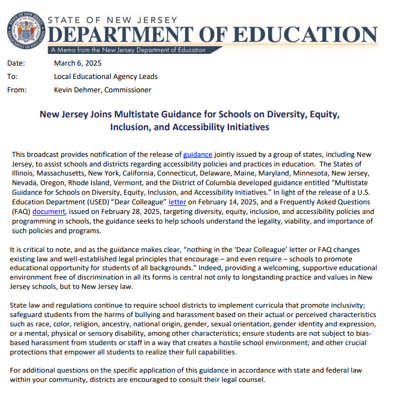 STATE OF NEW JERSEY
DEPARTMENT OF EDUCATION
A Memo from the New Jersey Department of Education
Date: March 6, 2025
To: Local Educational Agency Leads
From: Kevin Dehmer, Commissioner
New Jersey Joins Multistate Guidance for Schools on Diversity, Equity,
Inclusion, and Accessibility Initiatives
This broadcast provides notification of the release of guidance jointly issued by a group of states, including New
Jersey, to assist schools and districts regarding accessibility policies and practices in education. The States of
Illinois, Massachusetts, New York, California, Connecticut, Delaware, Maine, Maryland, Minnesota, New Jersey,
Nevada, Oregon, Rhode Island, Vermont, and the District of Columbia developed guidance entitled “Multistate
Guidance for Schools on Diversity, Equity, Inclusion, and Accessibility Initiatives.” In light of the release of a U.S.
Education Department (USED) “Dear Colleague” letter on February 14, 2025, and a Frequently Asked Questions
(FAQ) document, issued on February 28, 2025, targeting diversity, equity, inclusion, and accessibility policies and
programming in schools, the guidance seeks to help schools understand the legality, viability, and importance of
such policies and programs.
It is critical to note, and as the guidance makes clear, “nothing in the ‘Dear Colleague’ letter or FAQ changes
existing law and well-established legal principles that encourage – and even require – schools to promote
educational opportunity for students of all backgrounds.” Indeed, providing a welcoming, supportive educational
environment free of discrimination in all its forms is central not only to longstanding practice and values in New
Jersey schools, but to New Jersey law.
State law and regulations continue to require school districts to implement curricula that promote inclusivity;
safeguard students from the harms of bullying and harassment based on their actual or perceived characteristics
such as race, color, religion, ancestry, national origin, gender, sexual orientation, gender identity and expression,
or a mental, physical or sensory disability, among other characteristics; ensure students are not subject to bias-
based harassment from students or staff in a way that creates a hostile school environment; and other crucial
protections that empower all students to realize their full capabilities.
For additional questions on the specific application of this guidance in accordance with state and federal law
within your community, districts are encouraged to consult their legal counsel.